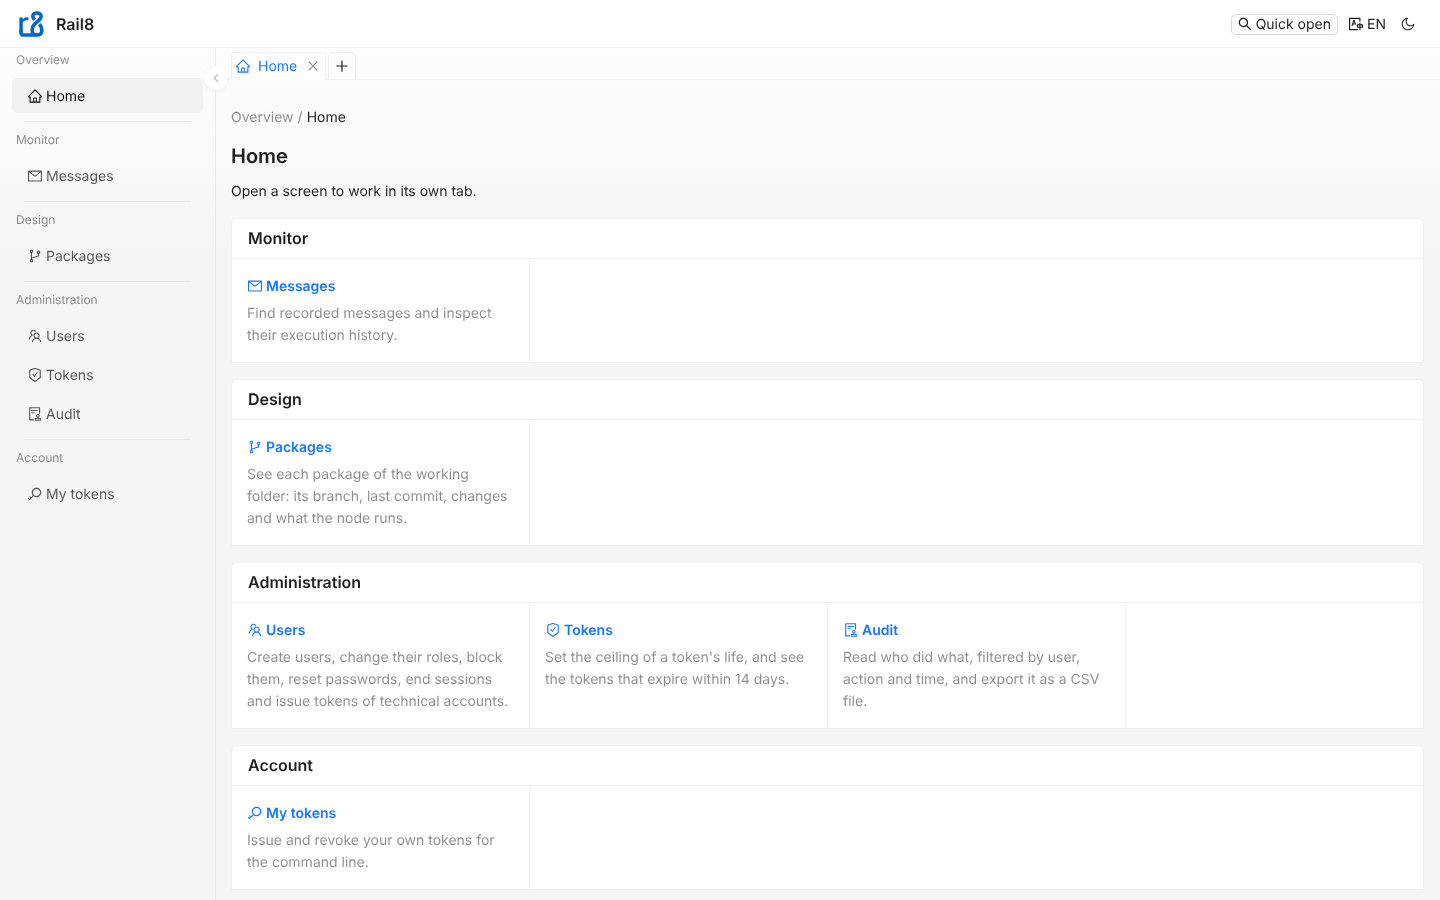 Rail8
Quick open
EN
Overview
Home
Monitor
Messages
Design
Packages
Administration
Users
Tokens
Audit
Account
My tokens
Home
Overview / Home
Home
Open a screen to work in its own tab.
Monitor
Messages
Find recorded messages and inspect
their execution history.
Design
Packages
See each package of the working
folder: its branch, last commit, changes
and what the node runs.
Administration
Users
Create users, change their roles, block
them, reset passwords, end sessions
and issue tokens of technical accounts.
Tokens
Set the ceiling of a token's life, and see
the tokens that expire within 14 days.
Audit
Read who did what, filtered by user,
action and time, and export it as a CSV
file.
Account
My tokens
Issue and revoke your own tokens for
the command line.